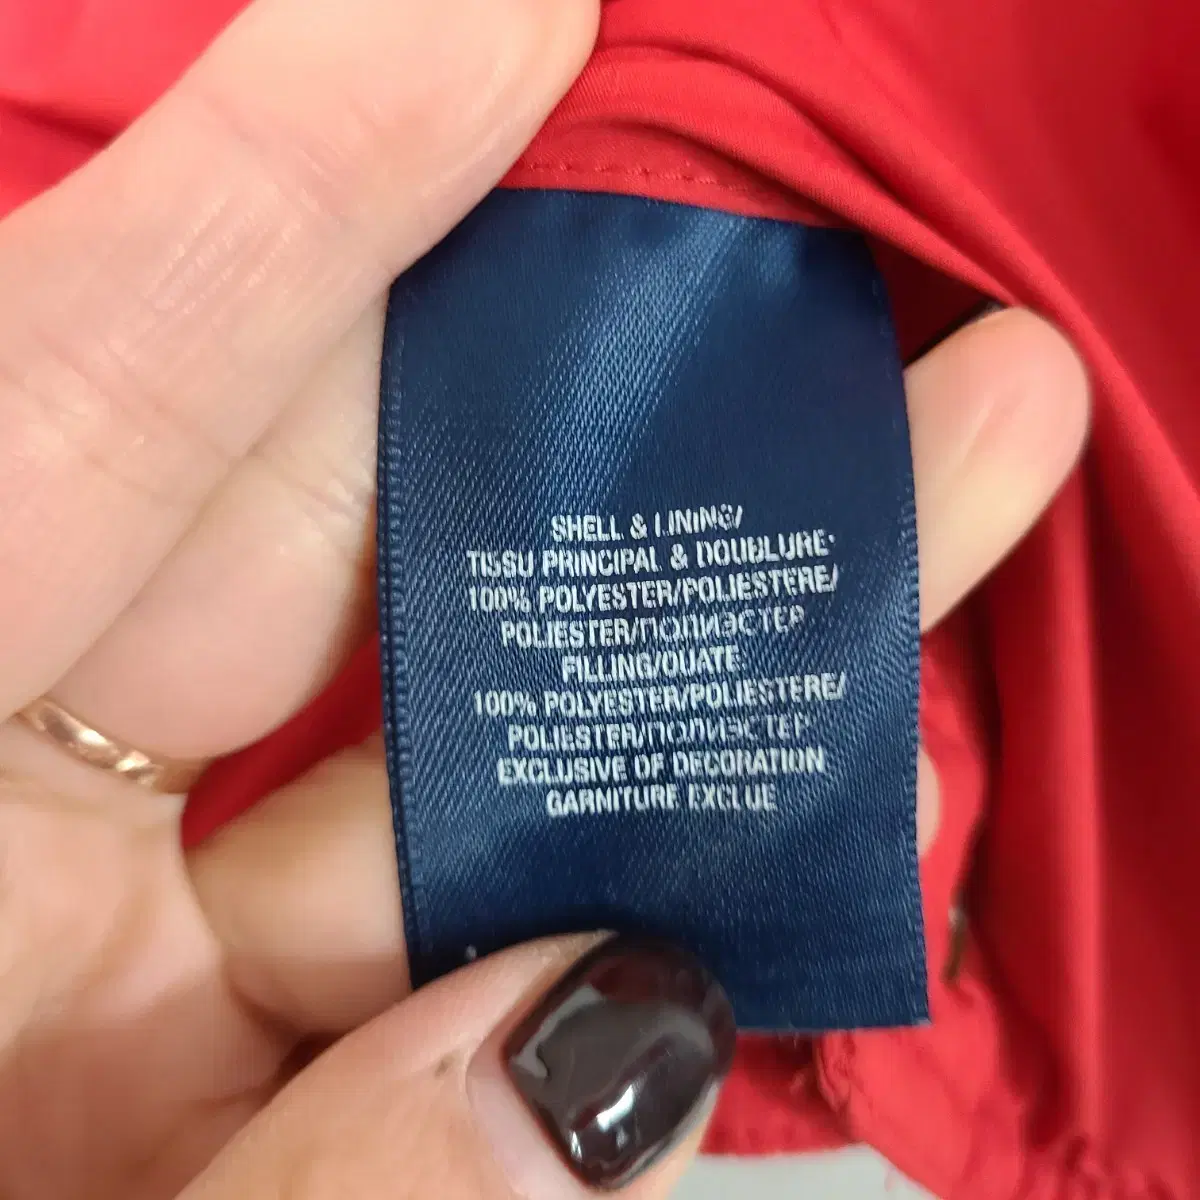 SHELL & LINING/
TISSU PRINCIPAL & DOUBLURE:
100% POLYESTER/POLIESTERE/
POLIESTER/ПОЛИЭСТЕР
FILLING/OUATE:
100% POLYESTER/POLIESTERE/
POLIESTER/ПОЛИЭСТЕР
EXCLUSIVE OF DECORATION
GARNITURE EXCLUE